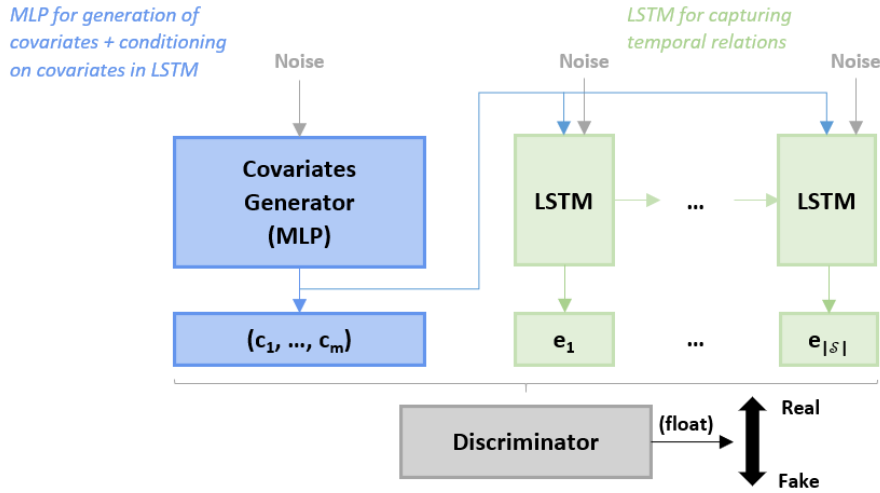 MLP for generation of
covariates + conditioning
on covariates in LSTM
LSTM for capturing
temporal relations
Noise
Noise
Noise
Covariates
Generator
(MLP)
LSTM
...
LSTM
(c₁, ..., cₘ)
e₁
...
e|𝒮|
Discriminator
(float)
Real
Fake